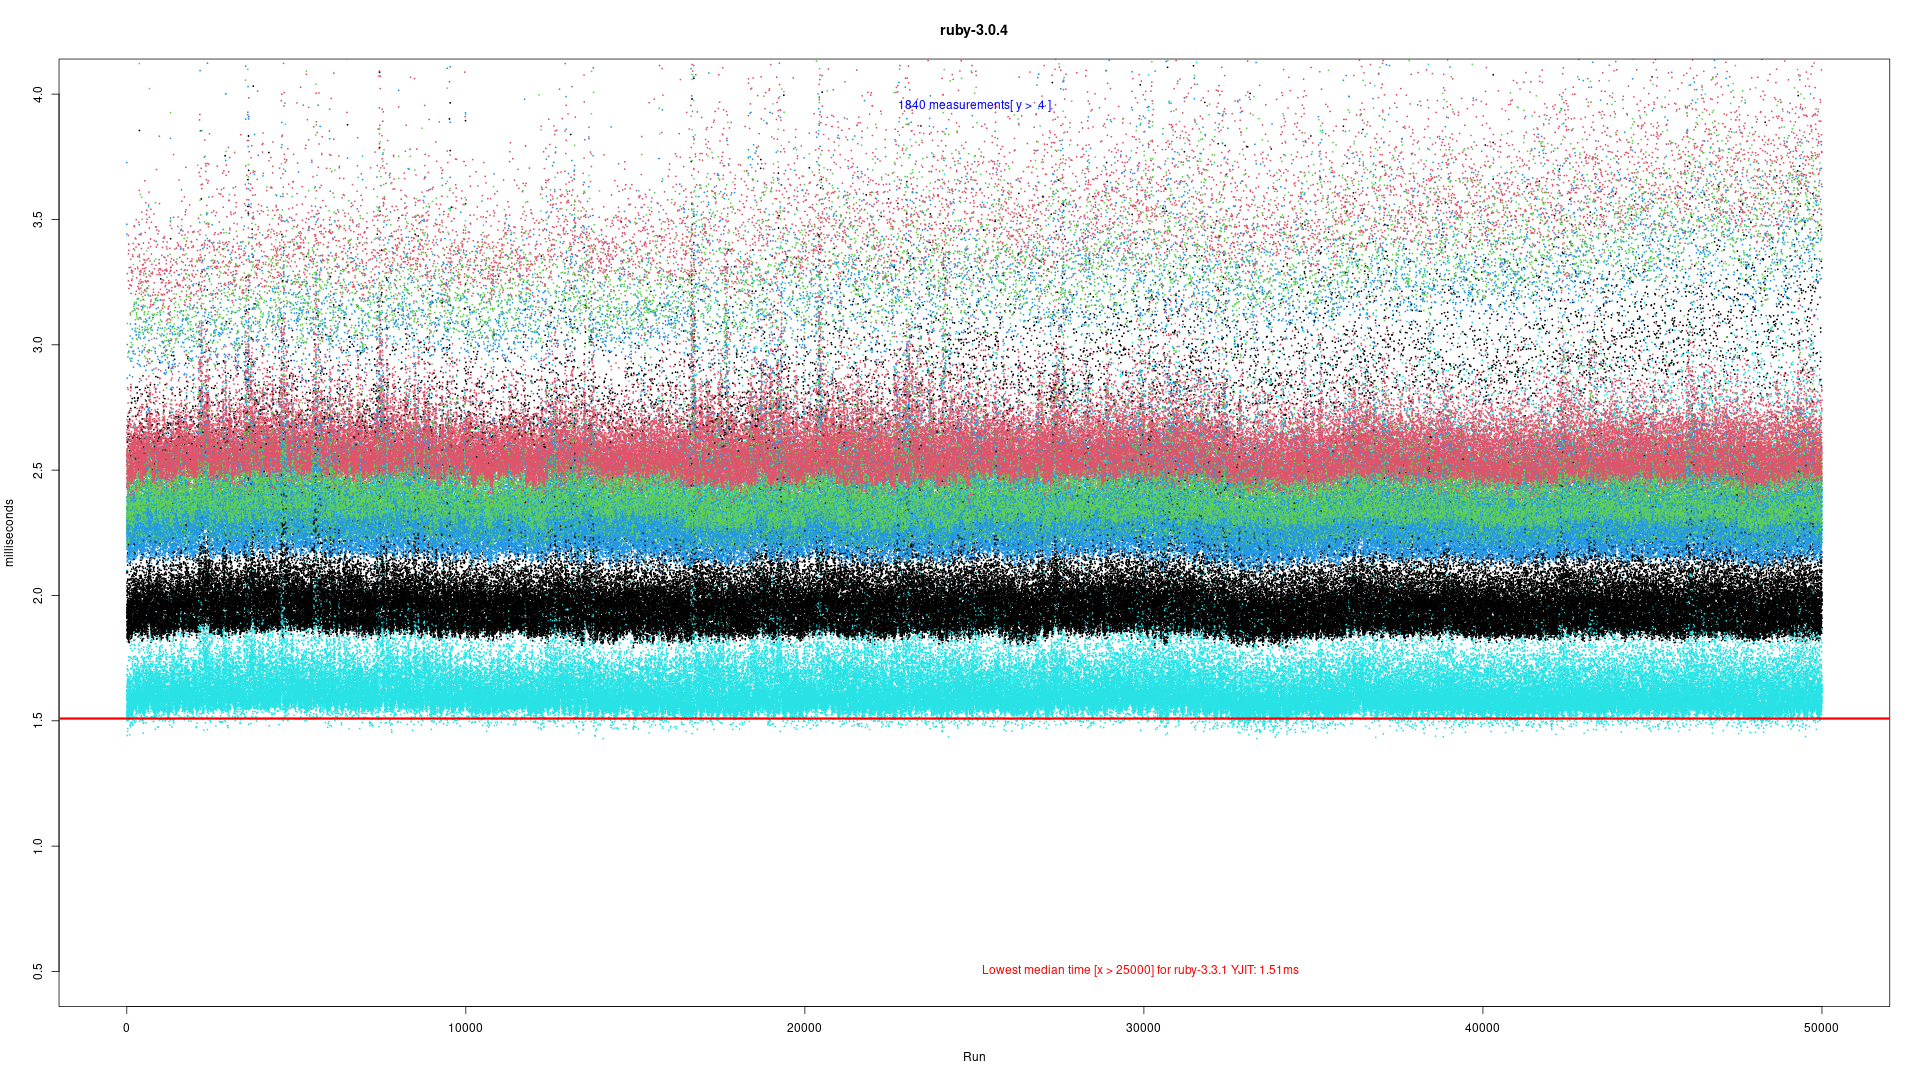 ruby-3.0.4
1840 measurements[ y > 4 ]
4.0
3.5
3.0
2.5
2.0
1.5
1.0
0.5
milliseconds
Lowest median time [x > 25000] for ruby-3.3.1 YJIT: 1.51ms
0 10000 20000 30000 40000 50000
Run